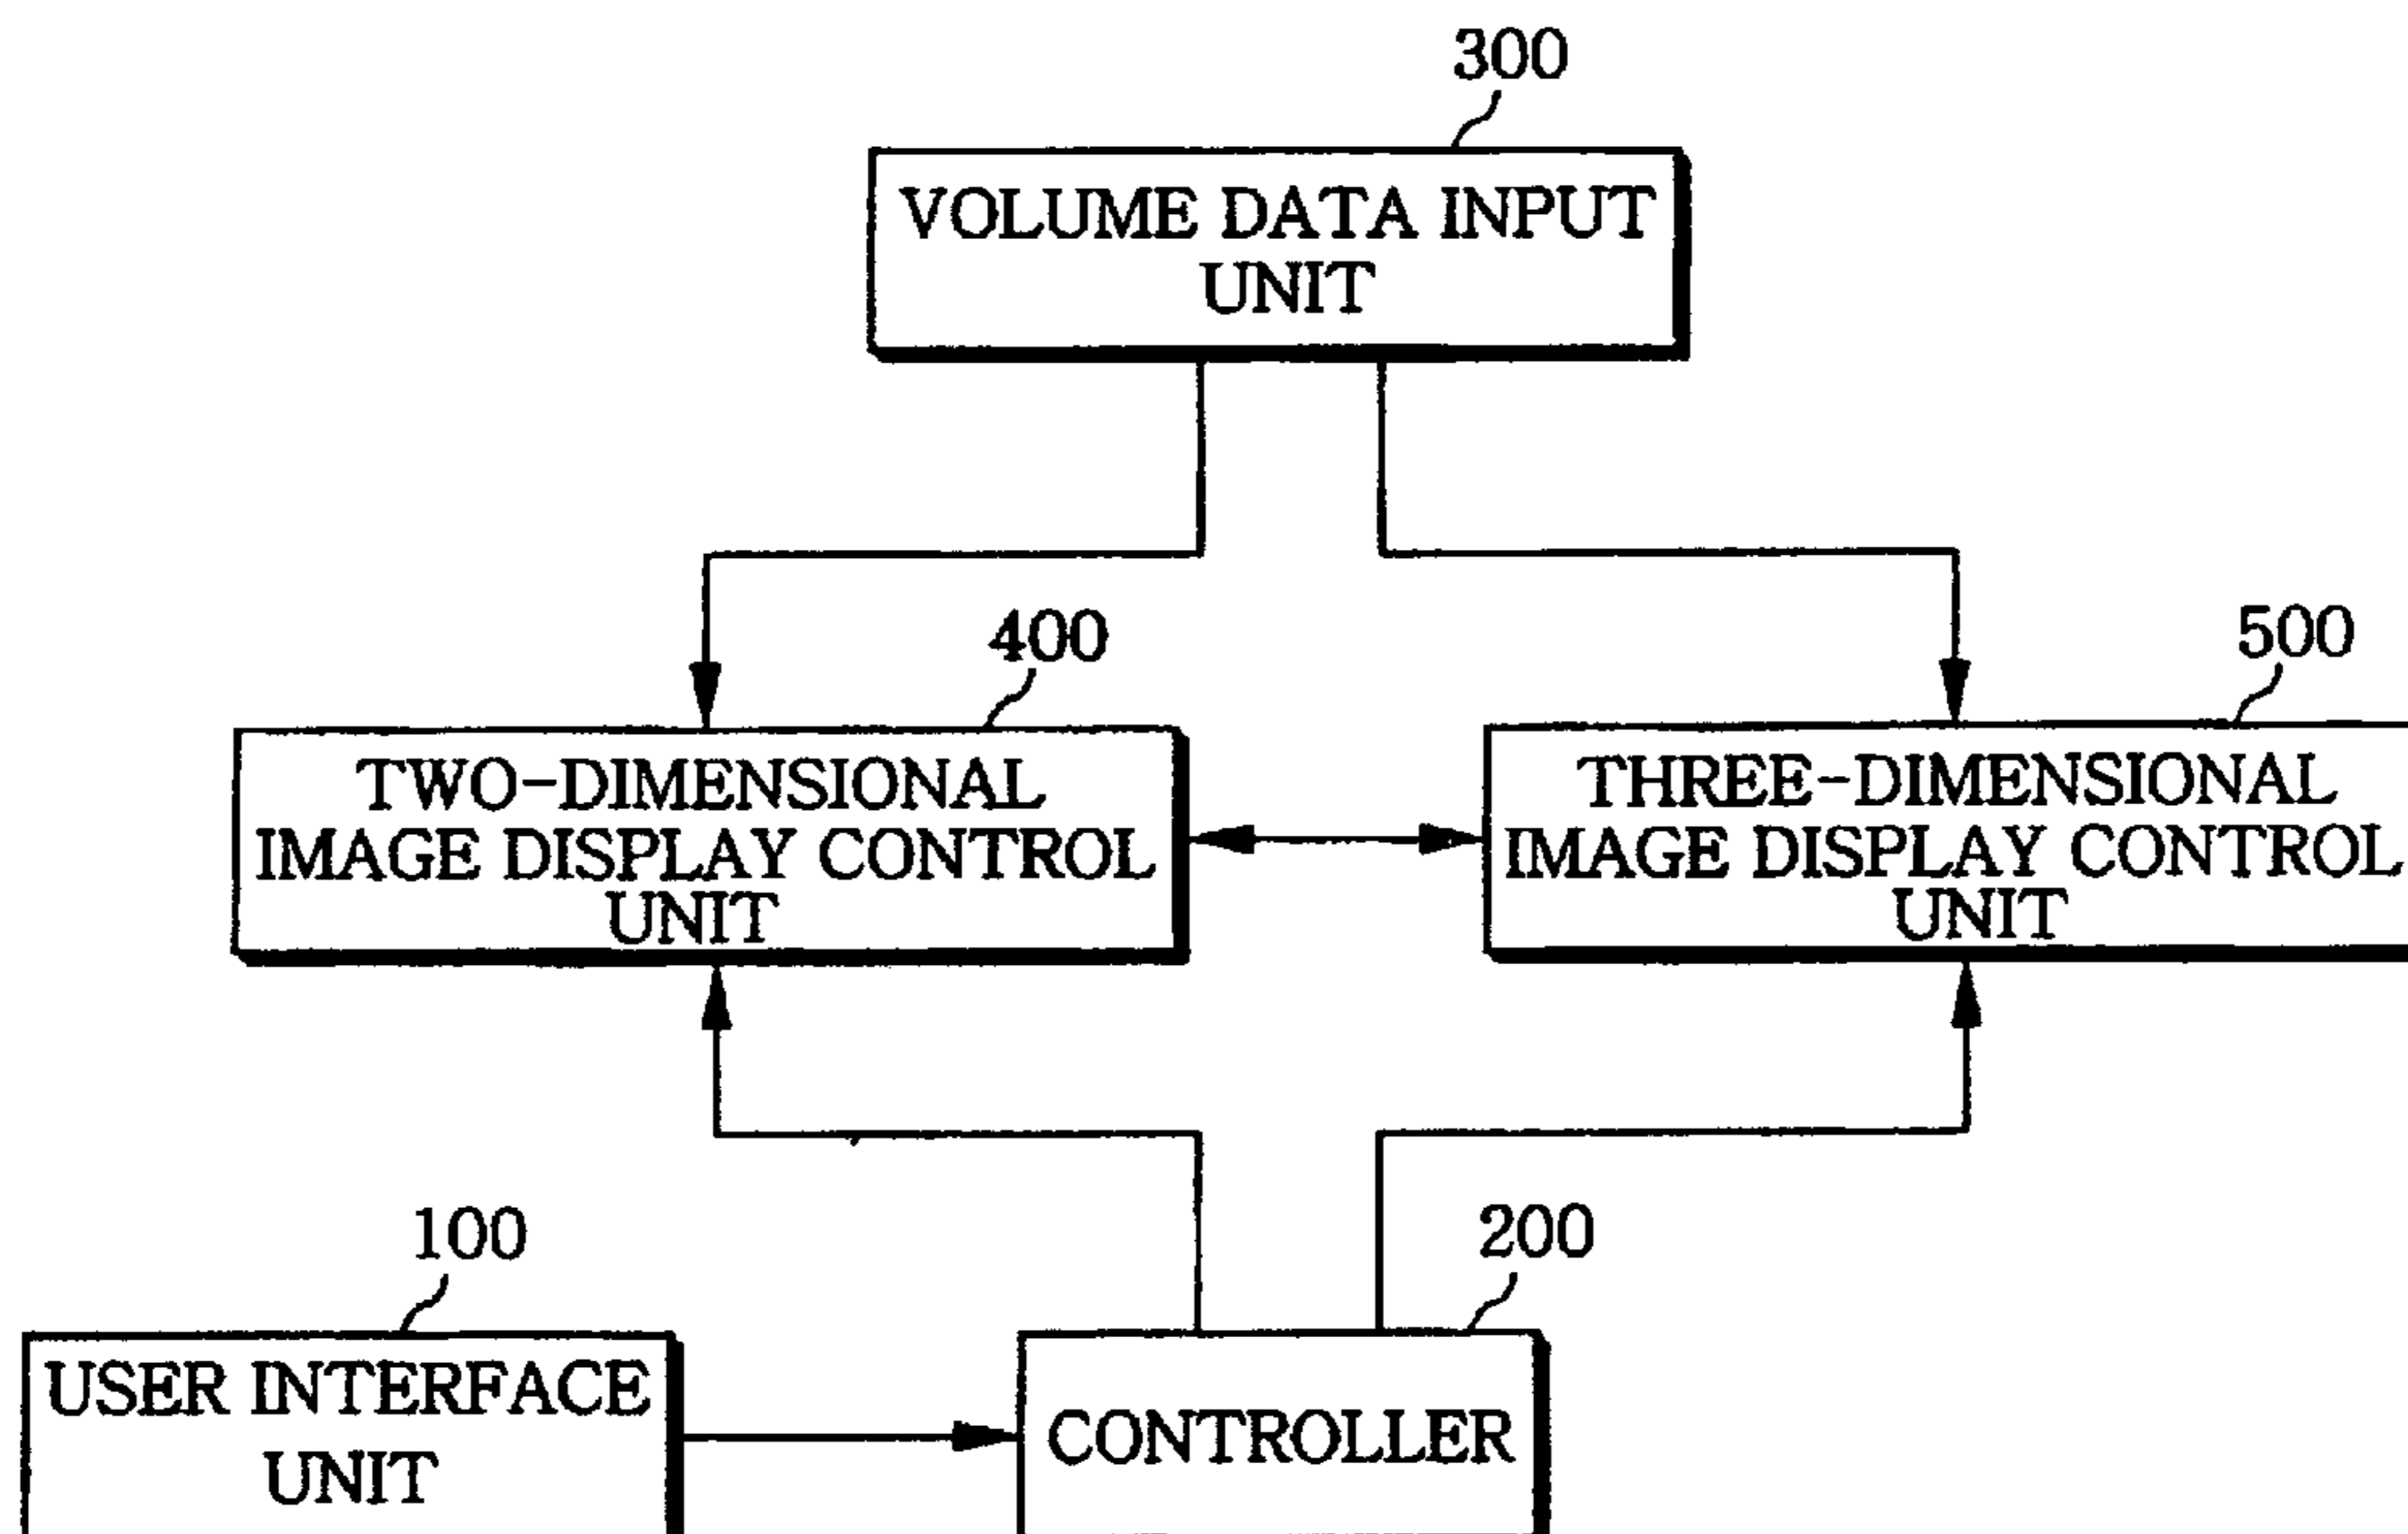 300
VOLUME DATA INPUT
UNIT
400
500
TWO-DIMENSIONAL
IMAGE DISPLAY CONTROL
UNIT
THREE-DIMENSIONAL
IMAGE DISPLAY CONTROL
UNIT
100
200
USER INTERFACE
UNIT
CONTROLLER